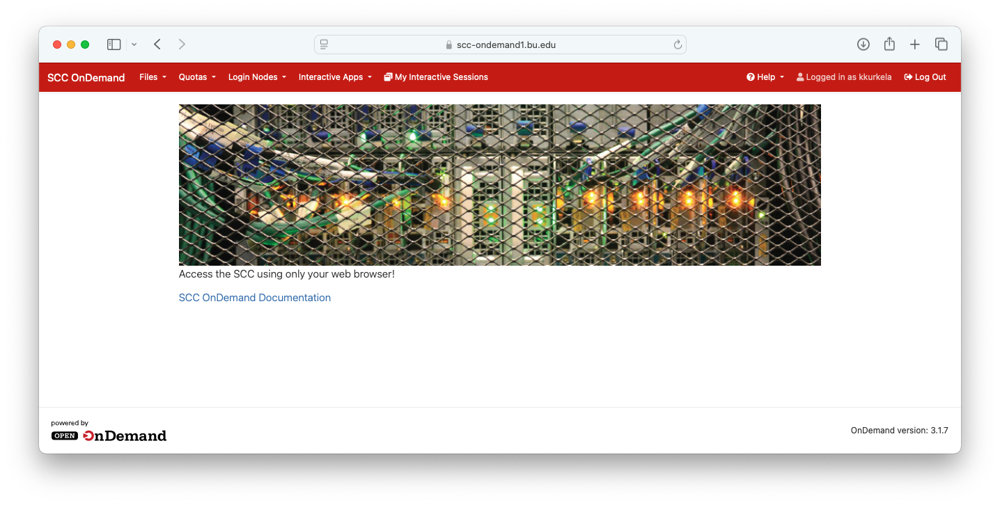 scc-ondemand1.bu.edu
SCC OnDemand Files Quotas Login Nodes Interactive Apps My Interactive Sessions Help Logged in as kkurkela Log Out
Access the SCC using only your web browser!
SCC OnDemand Documentation
powered by
OPEN OnDemand
OnDemand version: 3.1.7